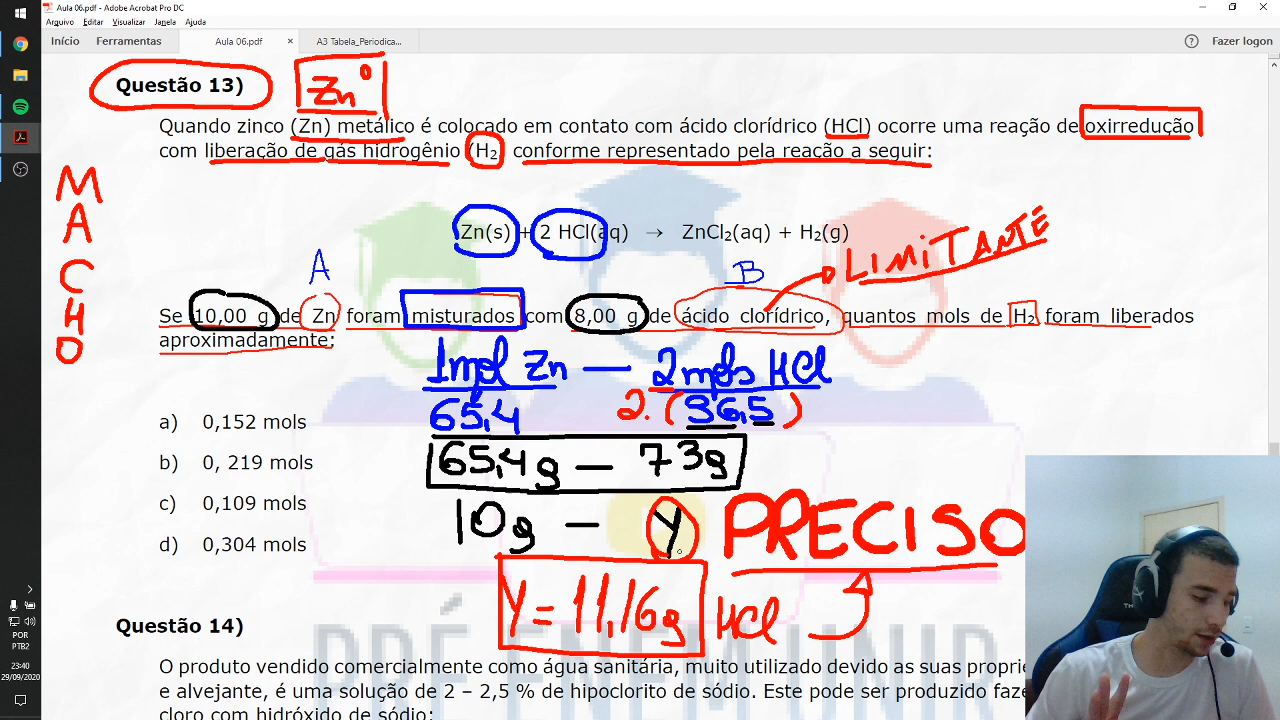 Aula 06.pdf - Adobe Acrobat Pro DC
Arquivo Editar Visualizar Janela Ajuda
Início Ferramentas Aula 06.pdf × A3 Tabela_Periodica... ? Fazer logon
Questão 13) Zn⁰
Quando zinco (Zn) metálico é colocado em contato com ácido clorídrico (HCl) ocorre uma reação de oxirredução
com liberação de gás hidrogênio (H₂ conforme representado pela reação a seguir:
MACHO
Zn(s) + 2 HCl(aq) → ZnCl₂(aq) + H₂(g)
A B LIMITANTE
Se 10,00 g de Zn foram misturados com 8,00 g de ácido clorídrico, quantos mols de H₂ foram liberados
aproximadamente:
1mol Zn — 2mols HCl
65,4 2.(36,5)
a) 0,152 mols
65,4g — 73g
b) 0, 219 mols
c) 0,109 mols
10g — Y PRECISO
d) 0,304 mols
Y = 11,16g HCl
Questão 14)
PRÉ ENEM UNIR
O produto vendido comercialmente como água sanitária, muito utilizado devido as suas proprie
e alvejante, é uma solução de 2 – 2,5 % de hipoclorito de sódio. Este pode ser produzido faze
cloro com hidróxido de sódio:
POR
PTB2
23:40
29/09/2020